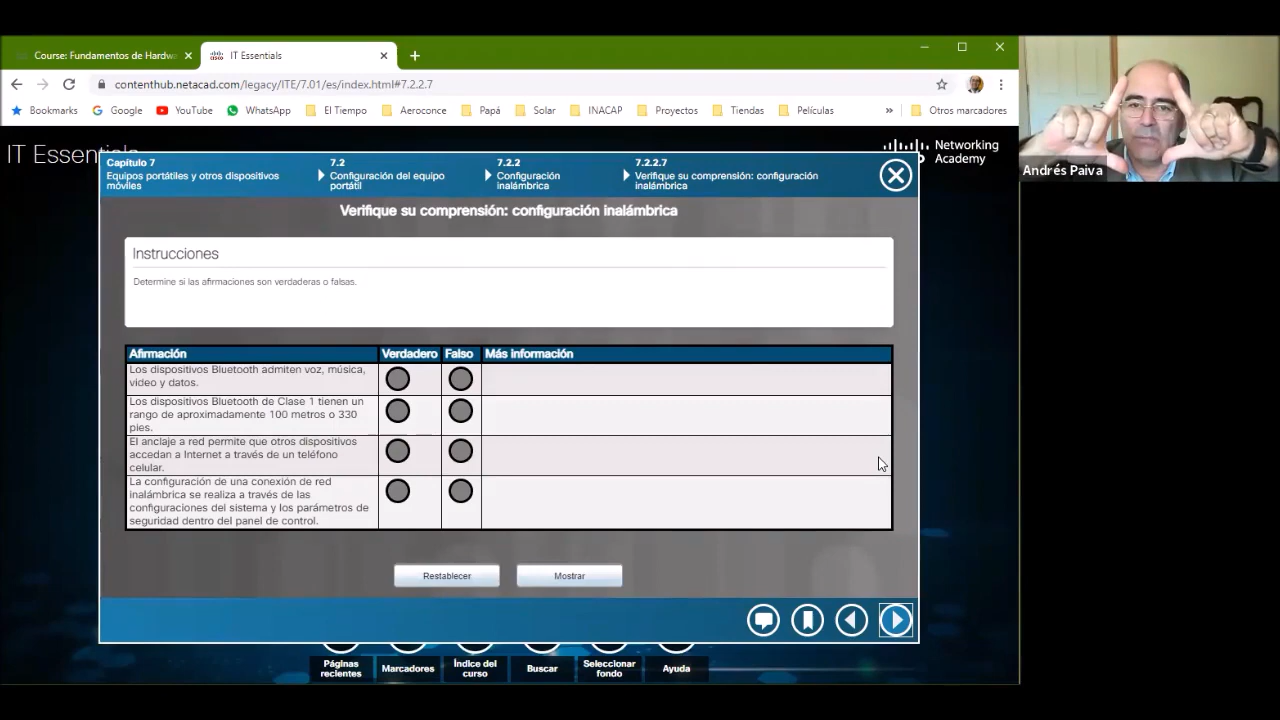 Course: Fundamentos de Hardwa
IT Essentials
contenthub.netacad.com/legacy/ITE/7.01/es/index.html#7.2.2.7
Bookmarks Google YouTube WhatsApp El Tiempo Aeroconce Papá Solar INACAP Proyectos Tiendas Películas » Otros marcadores
IT Essentials
CISCO
Networking
Academy
Andrés Paiva
Capítulo 7
Equipos portátiles y otros dispositivos
móviles
7.2
Configuración del equipo
portátil
7.2.2
Configuración
inalámbrica
7.2.2.7
Verifique su comprensión: configuración
inalámbrica
Verifique su comprensión: configuración inalámbrica
Instrucciones
Determine si las afirmaciones son verdaderas o falsas.
Afirmación Verdadero Falso Más información
Los dispositivos Bluetooth admiten voz, música,
video y datos.
Los dispositivos Bluetooth de Clase 1 tienen un
rango de aproximadamente 100 metros o 330
pies.
El anclaje a red permite que otros dispositivos
accedan a Internet a través de un teléfono
celular.
La configuración de una conexión de red
inalámbrica se realiza a través de las
configuraciones del sistema y los parámetros de
seguridad dentro del panel de control.
Restablecer Mostrar
Páginas
recientes
Marcadores
Índice del
curso
Buscar
Seleccionar
fondo
Ayuda